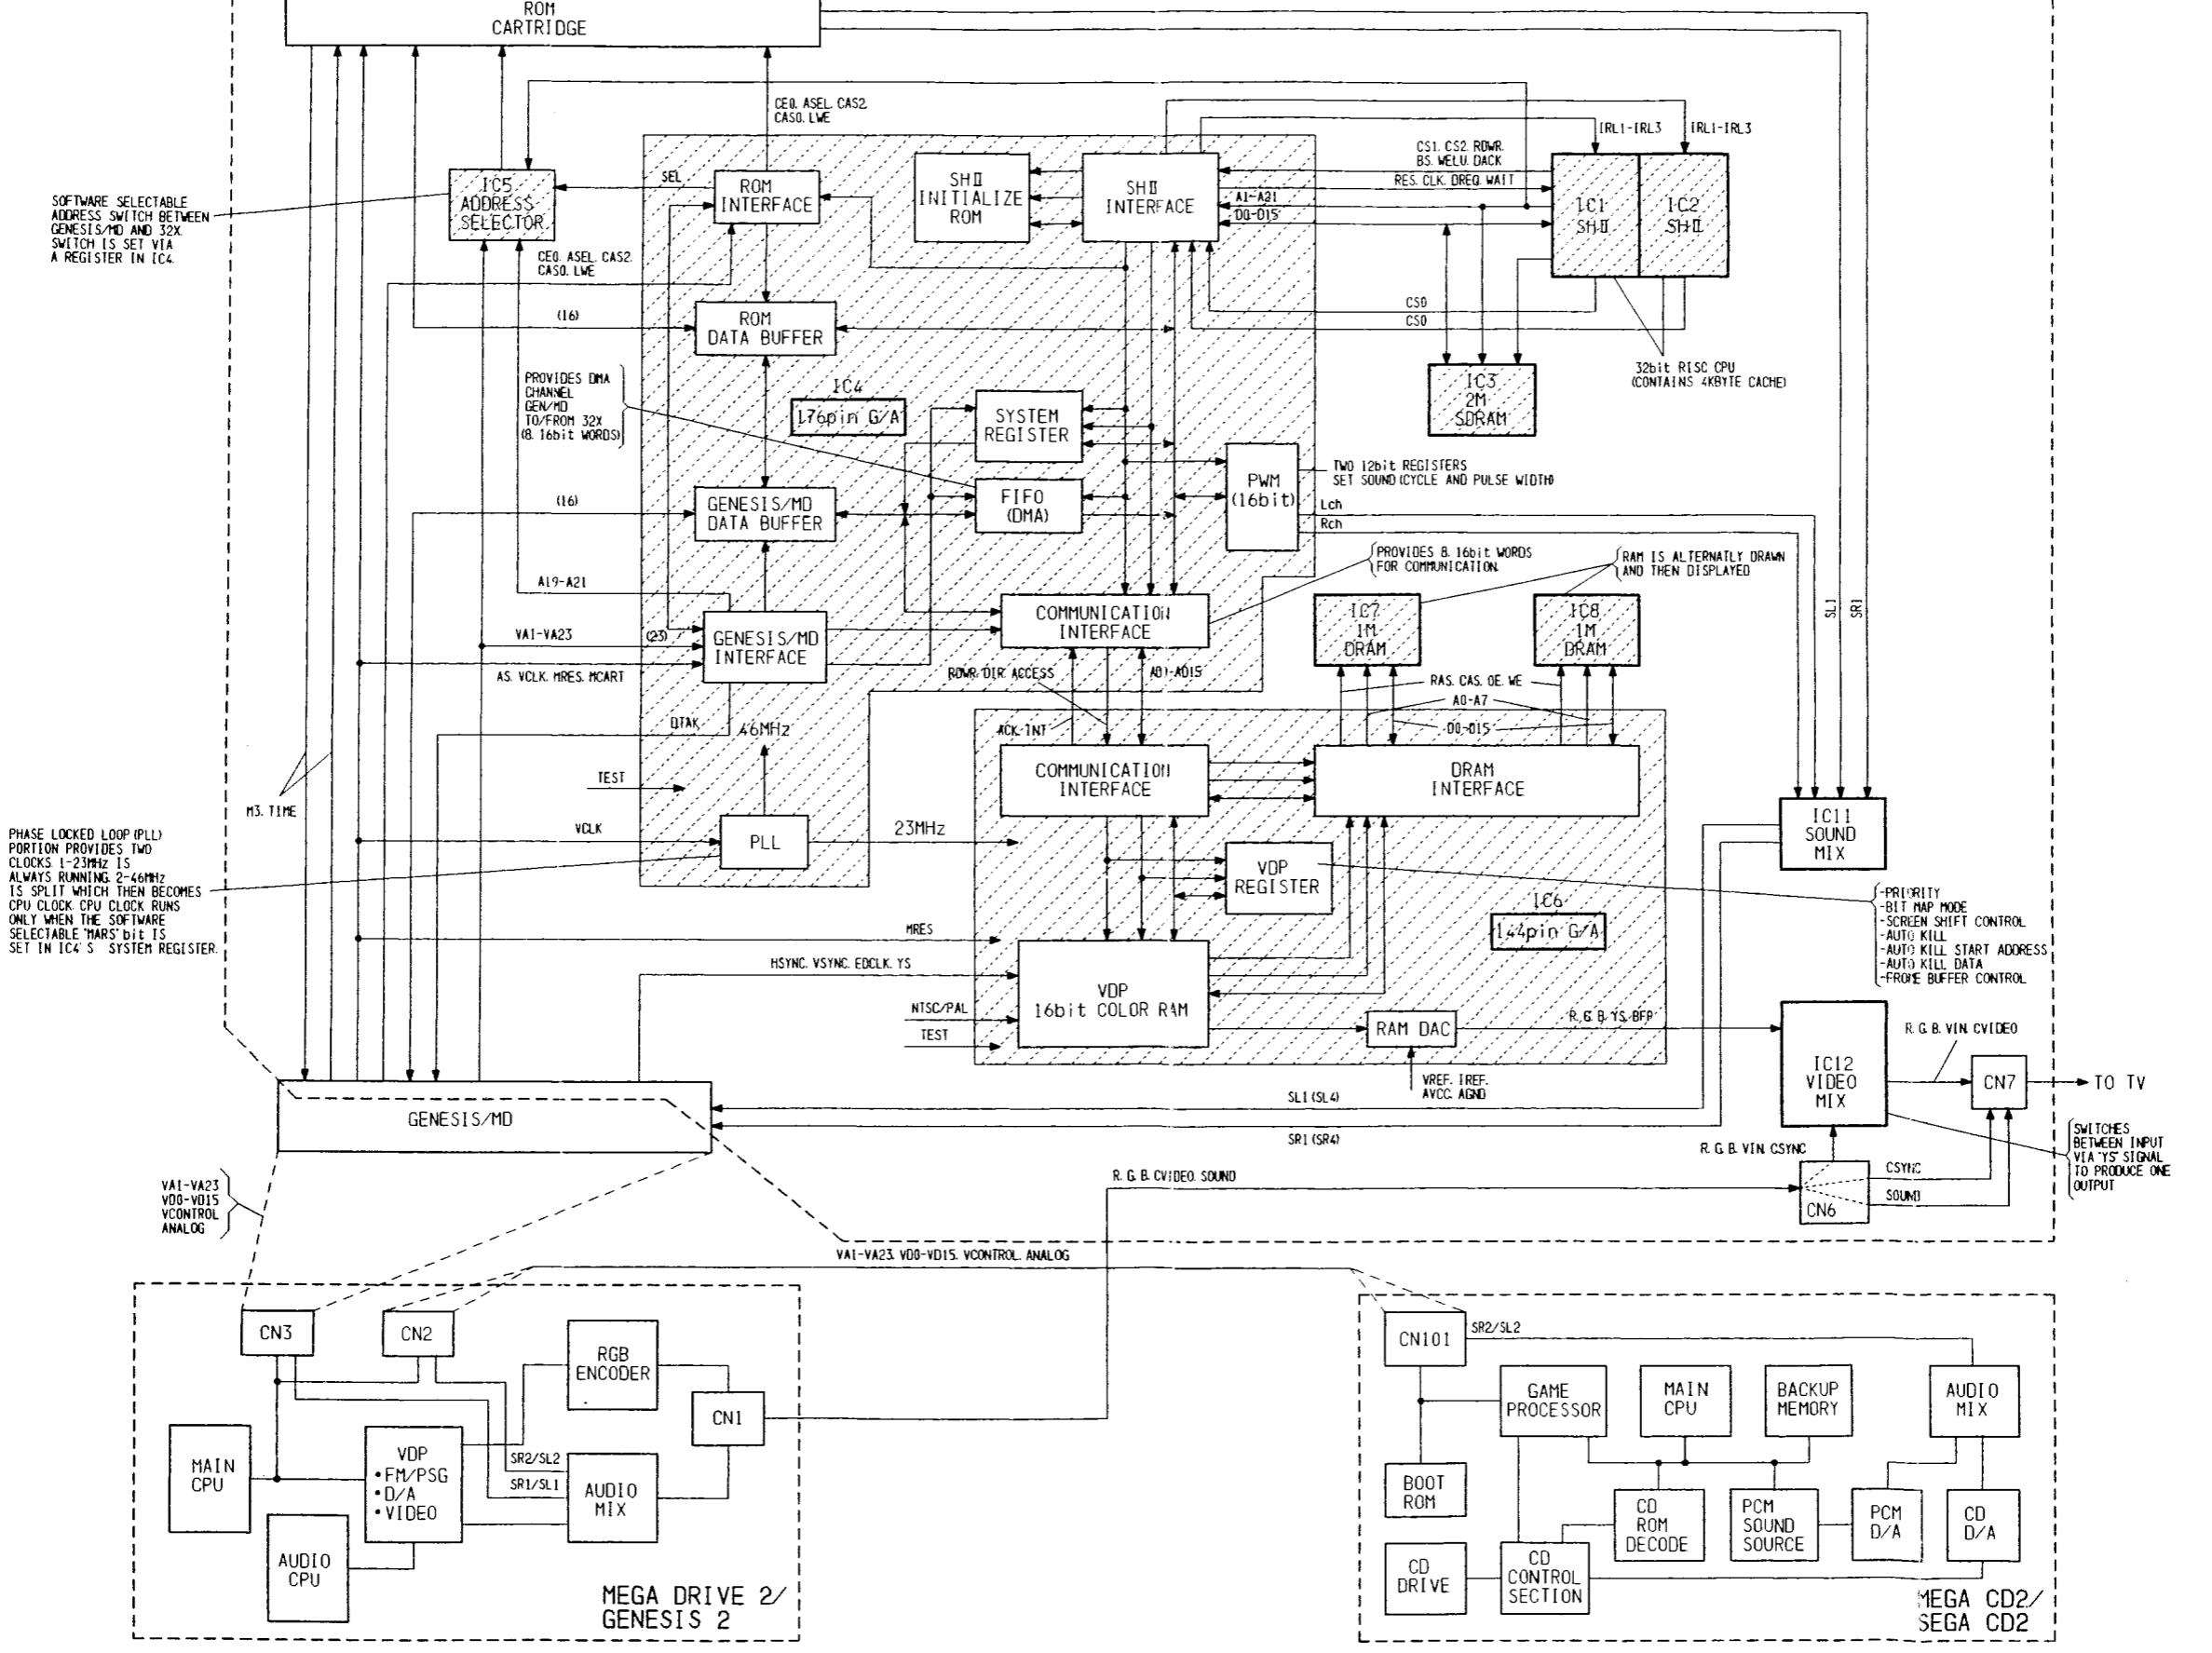 ROM
CARTRIDGE
CE0. ASEL. CAS2.
CAS0. LWE
IRL1-IRL3
IRL1-IRL3
CS1. CS2. RDWR.
BS. WELU. DACK
RES. CLK. DREQ. WAIT
A1-A21
D0-D15
SOFTWARE SELECTABLE
ADDRESS SWITCH BETWEEN
GENESIS/MD AND 32X.
SWITCH IS SET VIA
A REGISTER IN IC4.
IC5
ADDRESS
SELECTOR
SEL
ROM
INTERFACE
SHⅡ
INITIALIZE
ROM
SHⅡ
INTERFACE
IC1
SHⅡ
IC2
SHⅡ
CE0. ASEL. CAS2.
CAS0. LWE
CS0
CS0
(16)
ROM
DATA BUFFER
32bit RISC CPU
(CONTAINS 4KBYTE CACHE)
PROVIDES DMA
CHANNEL
GEN/MD
TO/FROM 32X
(8. 16bit WORDS)
IC4
176pin G/A
SYSTEM
REGISTER
IC3
2M
SDRAM
PWM
(16bit)
TWO 12bit REGISTERS
SET SOUND (CYCLE AND PULSE WIDTH)
Lch
Rch
(16)
GENESIS/MD
DATA BUFFER
FIFO
(DMA)
PROVIDES 8. 16bit WORDS
FOR COMMUNICATION.
RAM IS ALTERNATLY DRAWN
AND THEN DISPLAYED
A19-A21
VA1-VA23
(23)
AS. VCLK. MRES. MCART
GENESIS/MD
INTERFACE
COMMUNICATION
INTERFACE
IC7
1M
DRAM
IC8
1M
DRAM
SL1
SR1
RDWR. DIR. ACCESS
AD1-AD15
RAS. CAS. OE. WE
A0-A7
D0-D15
DTAK
46MHz
ACK. INT
TEST
COMMUNICATION
INTERFACE
DRAM
INTERFACE
M3. TIME
VCLK
PLL
23MHz
IC11
SOUND
MIX
PHASE LOCKED LOOP (PLL)
PORTION PROVIDES TWO
CLOCKS. 1-23MHz IS
ALWAYS RUNNING. 2-46MHz
IS SPLIT WHICH THEN BECOMES
CPU CLOCK. CPU CLOCK RUNS
ONLY WHEN THE SOFTWARE
SELECTABLE "MARS" bit IS
SET IN IC4'S SYSTEM REGISTER.
VDP
REGISTER
IC6
144pin G/A
-PRIORITY
-BIT MAP MODE
-SCREEN SHIFT CONTROL
-AUTO KILL
-AUTO KILL START ADDRESS
-AUTO KILL DATA
-FROME BUFFER CONTROL
MRES
HSYNC. VSYNC. EDCLK. YS
NTSC/PAL
TEST
VDP
16bit COLOR RAM
RAM DAC
R. G. B. YS. BFP
VREF. IREF.
AVCC. AGND
IC12
VIDEO
MIX
R. G. B. VIN. CVIDEO
CN7
TO TV
GENESIS/MD
SL1 (SL4)
SR1 (SR4)
R. G. B. VIN. CSYNC
SWITCHES
BETWEEN INPUT
VIA "YS" SIGNAL
TO PRODUCE ONE
OUTPUT
R. G. B. CVIDEO. SOUND
CN6
CSYNC
SOUND
VA1-VA23
VD0-VD15
VCONTROL
ANALOG
VA1-VA23. VD0-VD15. VCONTROL. ANALOG
CN3
CN2
RGB
ENCODER
CN1
MAIN
CPU
VDP
•FM/PSG
•D/A
•VIDEO
SR2/SL2
SR1/SL1
AUDIO
MIX
AUDIO
CPU
MEGA DRIVE 2/
GENESIS 2
CN101
SR2/SL2
GAME
PROCESSOR
MAIN
CPU
BACKUP
MEMORY
AUDIO
MIX
BOOT
ROM
CD
ROM
DECODE
PCM
SOUND
SOURCE
PCM
D/A
CD
D/A
CD
DRIVE
CD
CONTROL
SECTION
MEGA CD2/
SEGA CD2